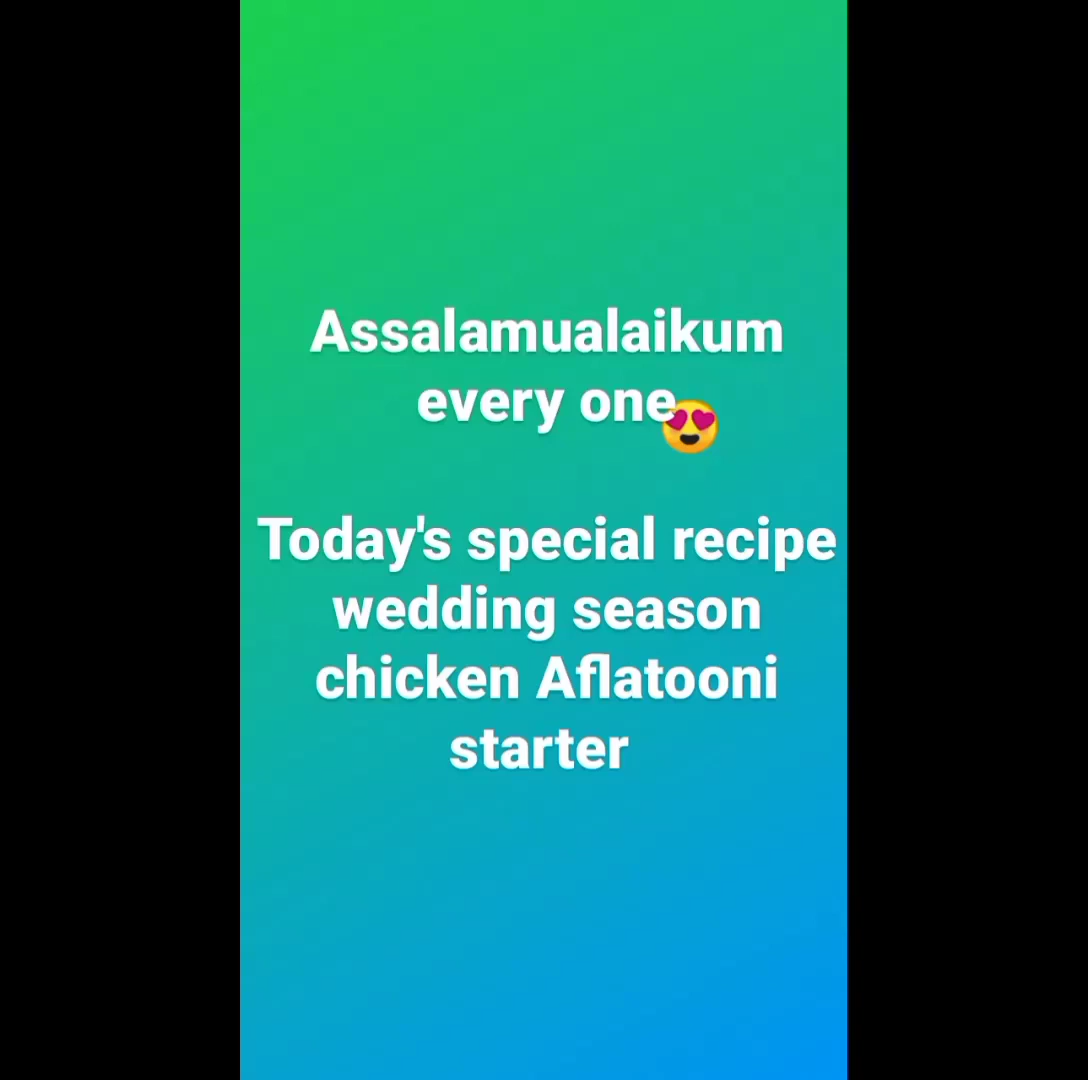 Assalamualaikum
every one😍
Today's special recipe
wedding season
chicken Aflatooni
starter